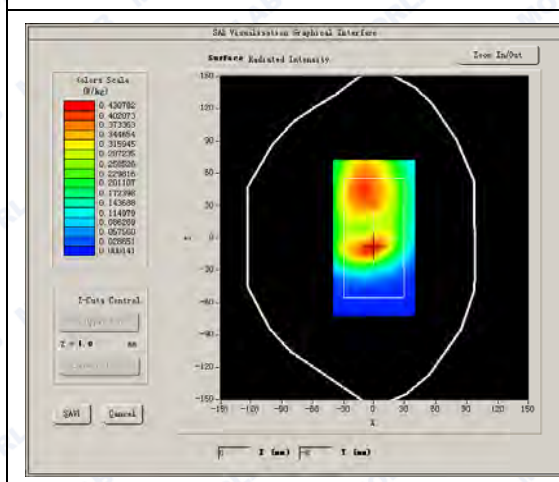 SAR Visualisation Graphical Interface
Surface Radiated Intensity
Zoom In/Out
Colors Scale
(W/kg)
0.430782
0.402073
0.373363
0.344654
0.315945
0.287235
0.258526
0.229816
0.201107
0.172398
0.143688
0.114979
0.086269
0.057560
0.028851
0.000141
150
120
90
60
30
0
-30
-60
-90
-120
-150
-150 -120 -90 -60 -30 0 30 60 90 120 150
X
Z-Cuts Control
mm
SAVE
Cancel
0 X (mm) Y (mm)